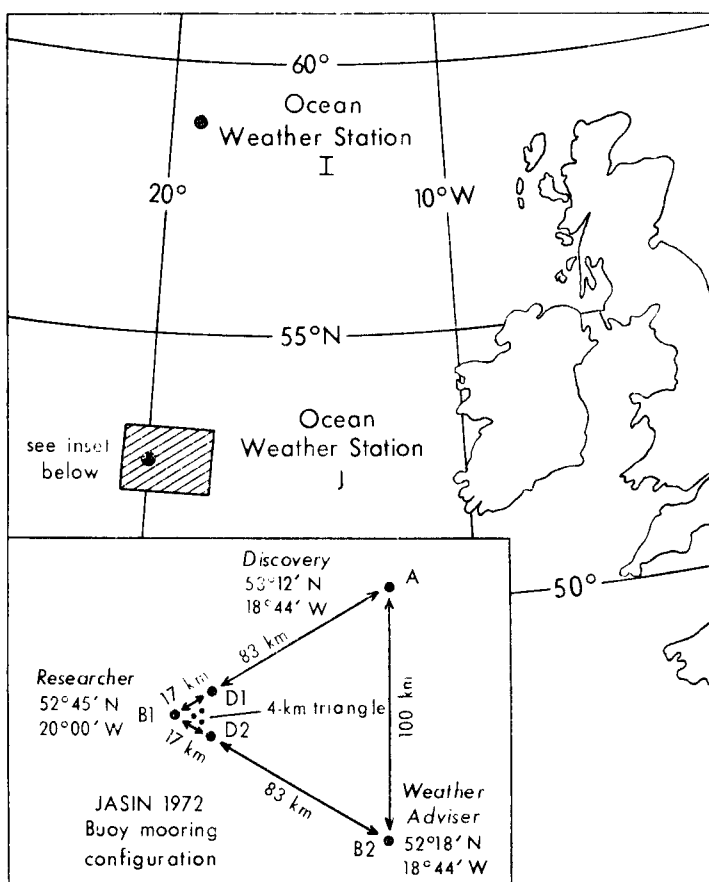 60°
Ocean
Weather Station
I
20°
10°W
55°N
Ocean
Weather Station
J
see inset
below
50°
Discovery
53°12′ N
18°44′ W
A
83 km
100 km
Researcher
52°45′ N
20°00′ W
17 km
D1
B1
4-km triangle
D2
17 km
83 km
JASIN 1972
Buoy mooring
configuration
Weather
Adviser
B2
52°18′ N
18°44′ W